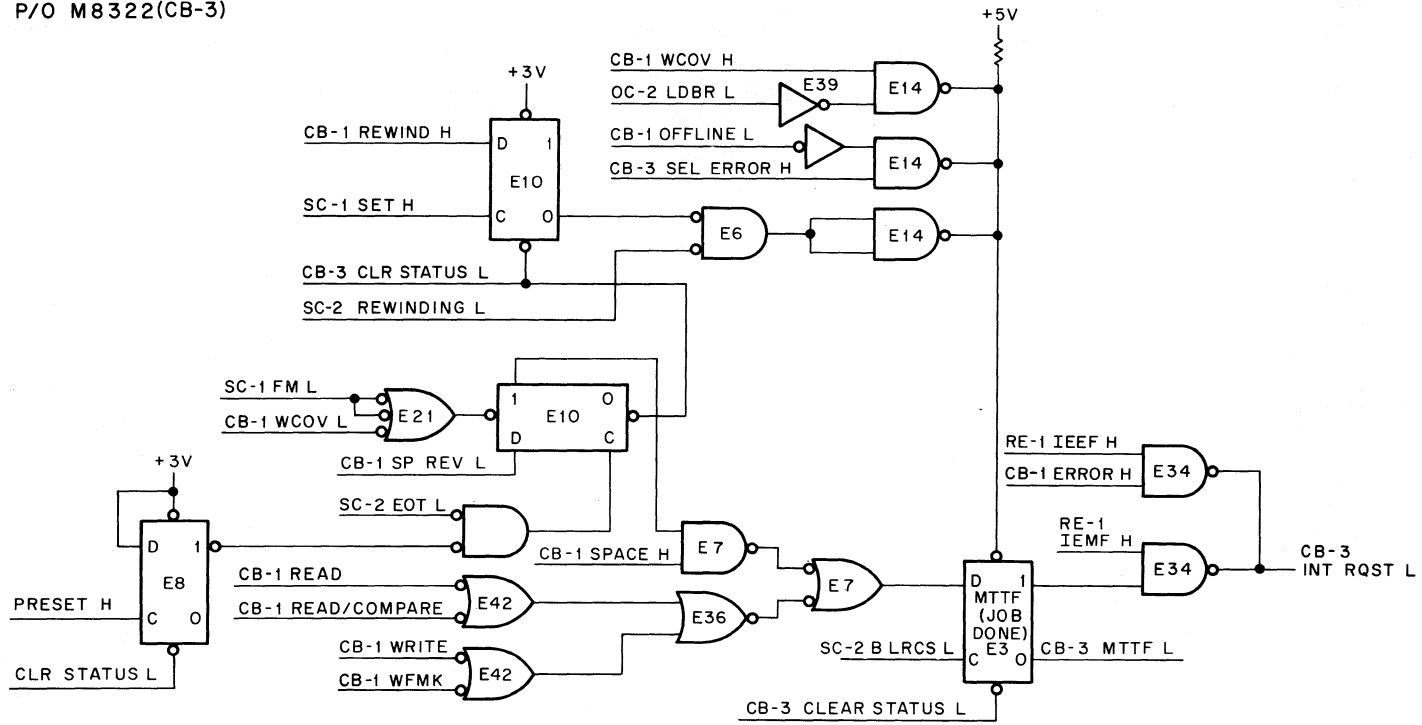 P/O M8322(CB-3)
+5V
CB-1 WCOV H
E39
E14
OC-2 LDBR L
+3V
CB-1 REWIND H
D 1
E10
C 0
CB-1 OFFLINE L
E14
CB-3 SEL ERROR H
SC-1 SET H
E6
E14
CB-3 CLR STATUS L
SC-2 REWINDING L
SC-1 FM L
E21
CB-1 WCOV L
1 0
E10
D C
CB-1 SP REV L
+3V
SC-2 EOT L
D 1
E8
C 0
PRESET H
CLR STATUS L
CB-1 SPACE H
E7
CB-1 READ
E42
CB-1 READ/COMPARE
E36
E7
CB-1 WRITE
E42
CB-1 WFMK
RE-1 IEEF H
E34
CB-1 ERROR H
RE-1
IEMF H
E34
CB-3
INT RQST L
D 1
MTTF
(JOB
DONE)
E3
C 0
SC-2 B LRCS L
CB-3 MTTF L
CB-3 CLEAR STATUS L